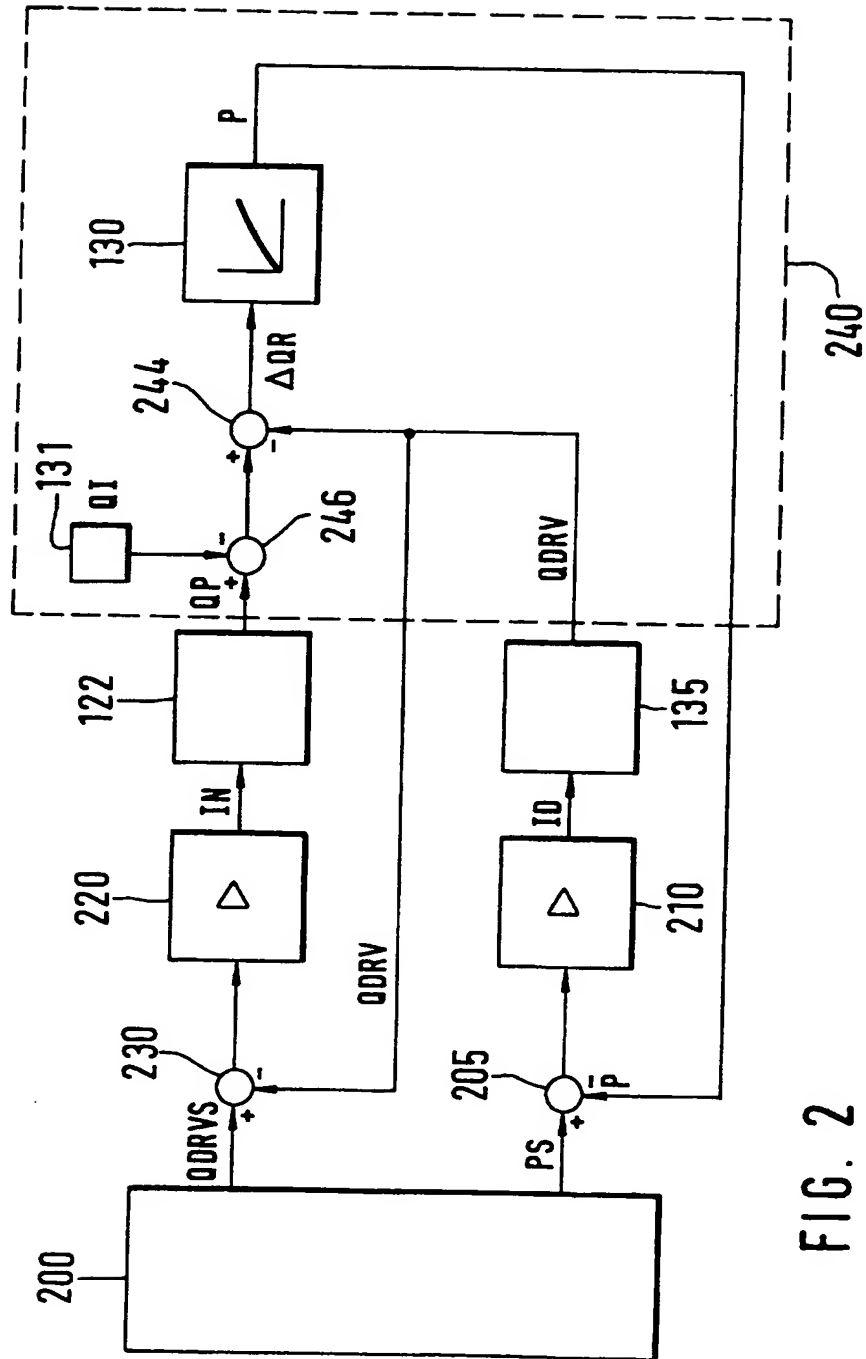 200
QDRVS
+
-
230
220
IN
122
QP
+
-
246
131
QI
+
-
244
ΔQR
130
P
QDRV
PS
+
-
P
205
210
ID
135
QDRV
240
FIG. 2